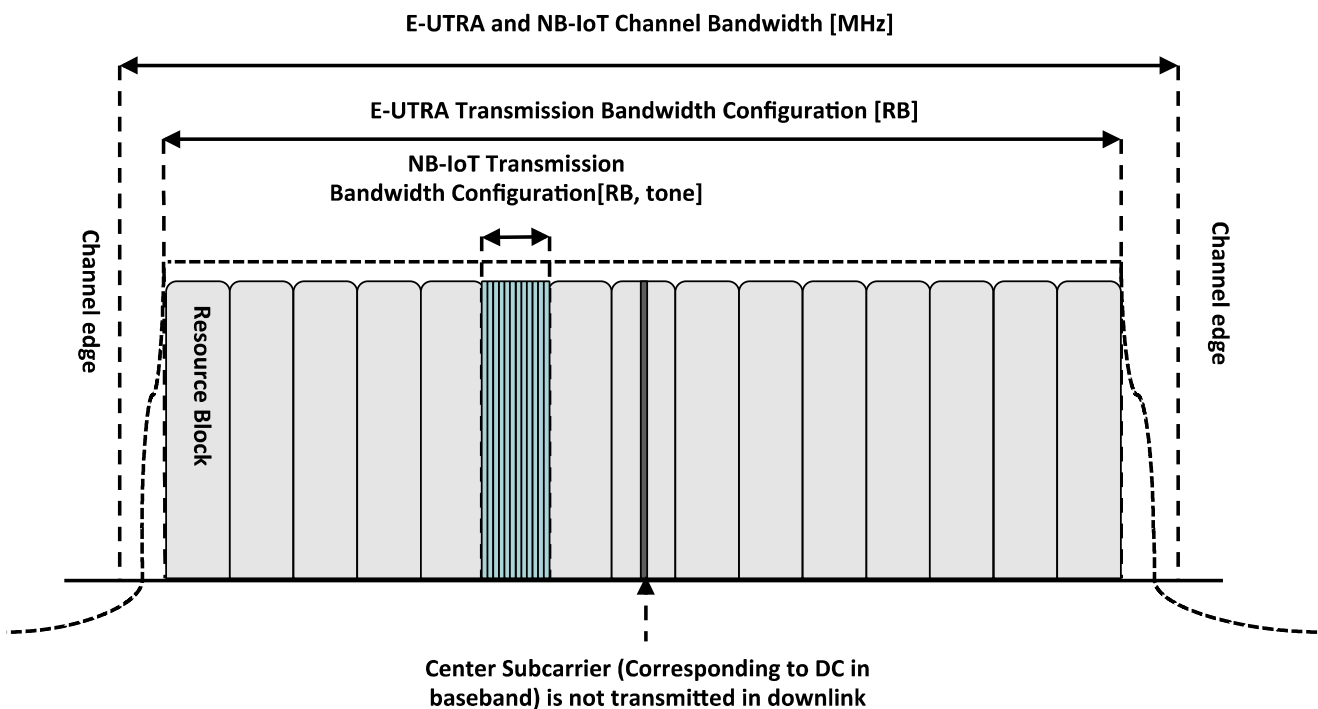 E-UTRA and NB-IoT Channel Bandwidth [MHz]
E-UTRA Transmission Bandwidth Configuration [RB]
NB-IoT Transmission
Bandwidth Configuration[RB, tone]
Channel edge
Resource Block
Channel edge
Center Subcarrier (Corresponding to DC in
baseband) is not transmitted in downlink